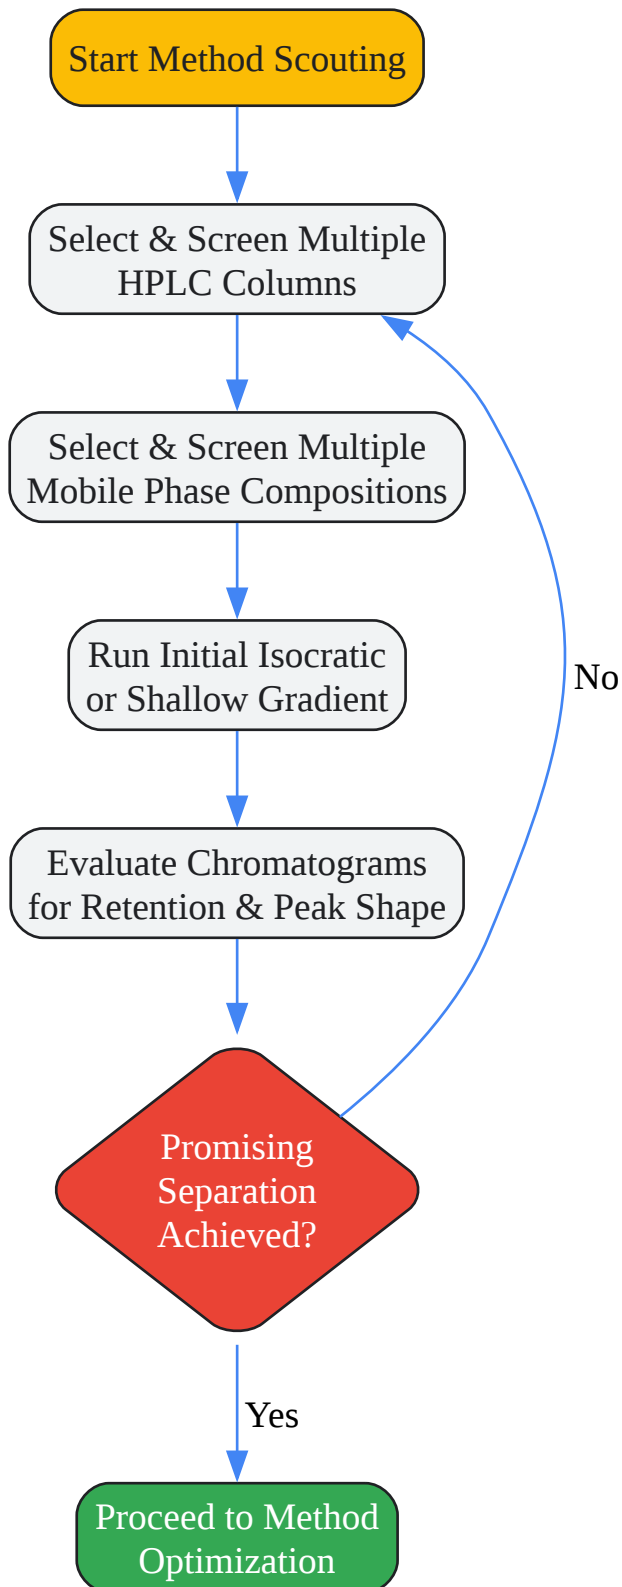 Start Method Scouting
Select & Screen Multiple
HPLC Columns
Select & Screen Multiple
Mobile Phase Compositions
Run Initial Isocratic
or Shallow Gradient
No
Evaluate Chromatograms
for Retention & Peak Shape
Promising
Separation
Achieved?
Yes
Proceed to Method
Optimization